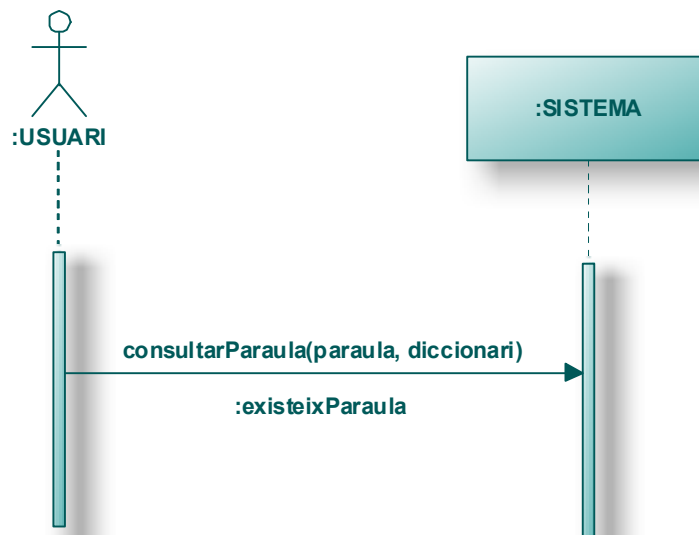 :USUARI
:SISTEMA
consultarParaula(paraula, diccionari)
:existeixParaula